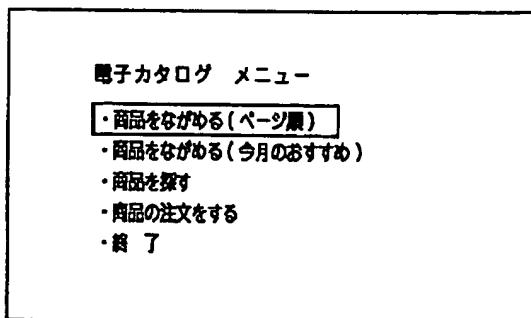 電子カタログ　メニュー
・商品をながめる(ページ順)
・商品をながめる(今月のおすすめ)
・商品を探す
・商品の注文をする
・終　了